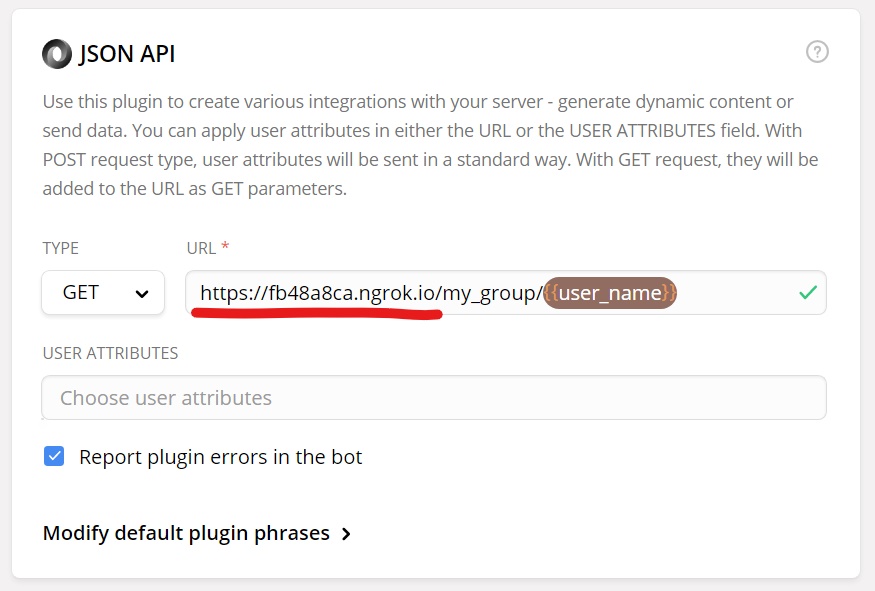 JSON API
?
Use this plugin to create various integrations with your server - generate dynamic content or
send data. You can apply user attributes in either the URL or the USER ATTRIBUTES field. With
POST request type, user attributes will be sent in a standard way. With GET request, they will be
added to the URL as GET parameters.
TYPE URL *
GET https://fb48a8ca.ngrok.io/my_group/{{user_name}}
USER ATTRIBUTES
Choose user attributes
Report plugin errors in the bot
Modify default plugin phrases